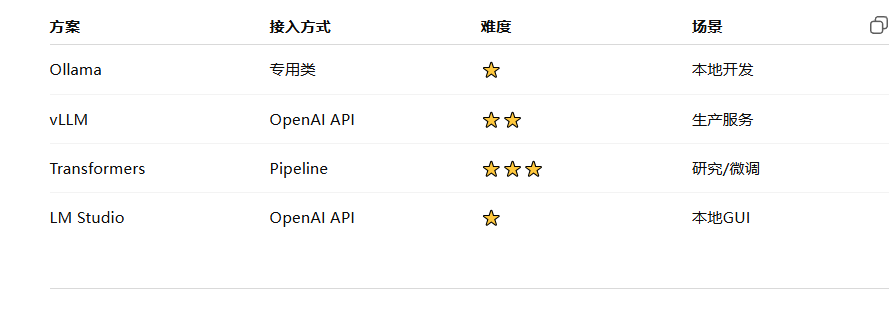 方案 接入方式 难度 场景
Ollama 专用类 ⭐ 本地开发
vLLM OpenAI API ⭐⭐ 生产服务
Transformers Pipeline ⭐⭐⭐ 研究/微调
LM Studio OpenAI API ⭐ 本地GUI